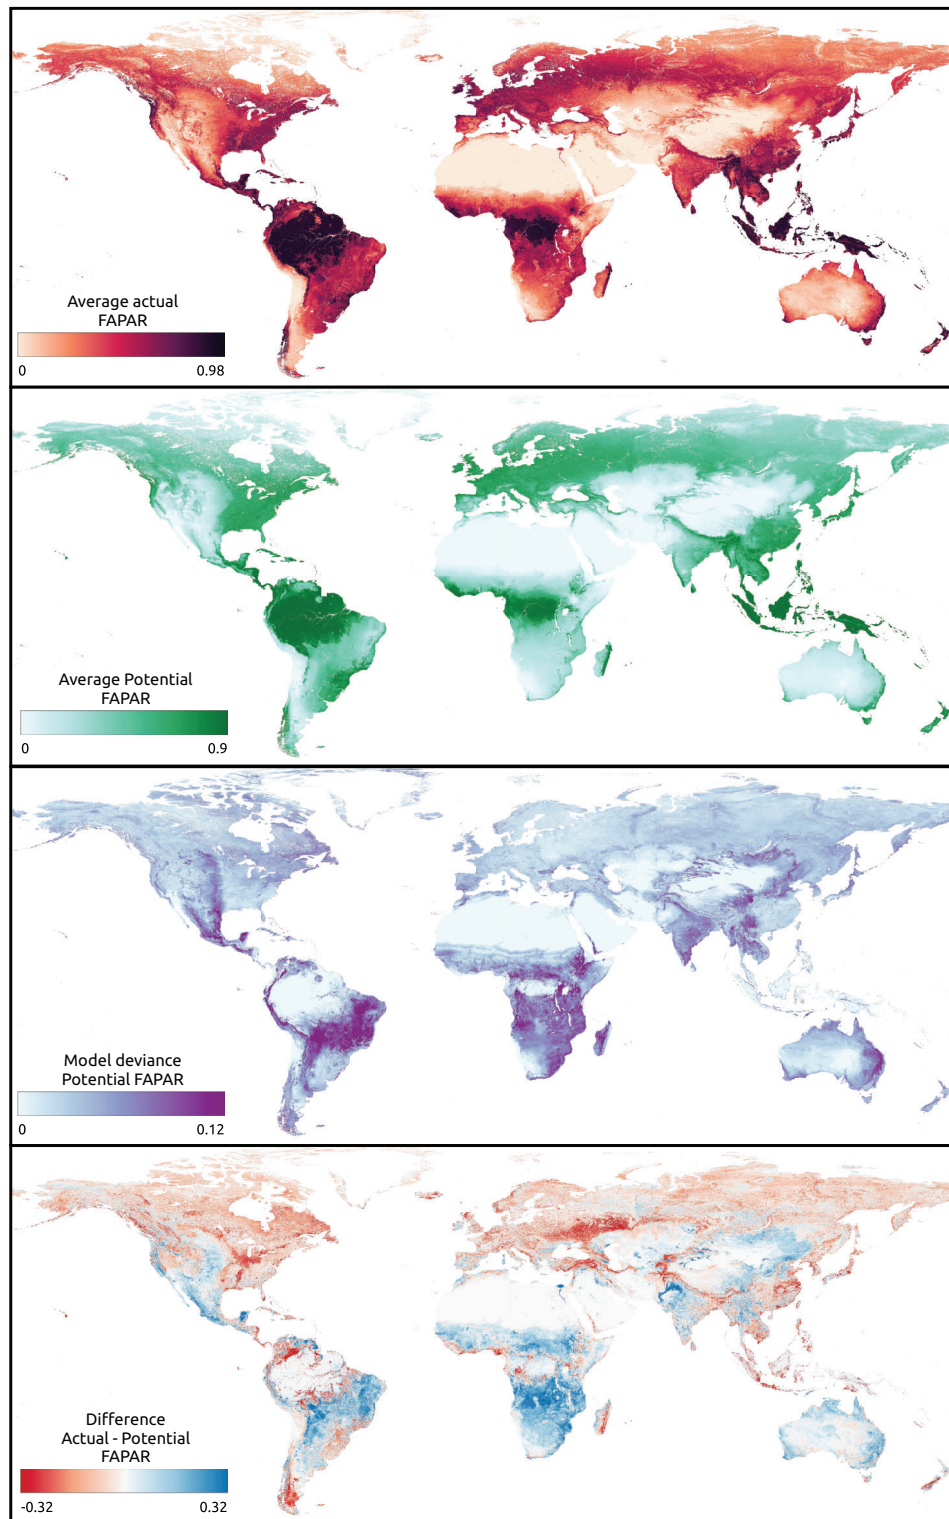 Average actual
FAPAR
0 0.98
Average Potential
FAPAR
0 0.9
Model deviance
Potential FAPAR
0 0.12
Difference
Actual - Potential
FAPAR
-0.32 0.32